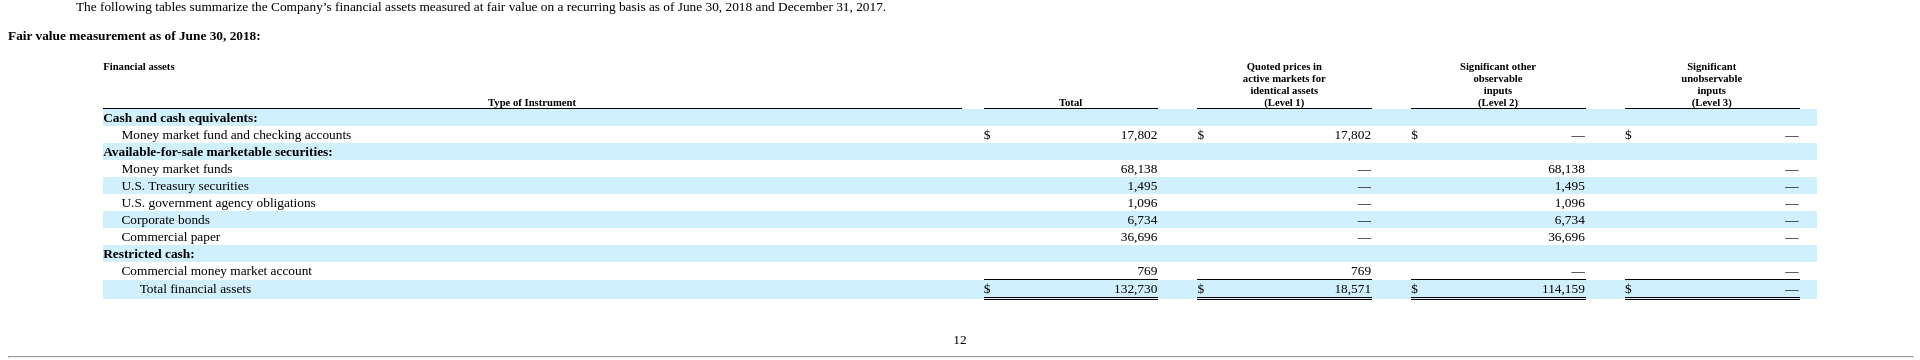 The following tables summarize the Company’s financial assets measured at fair value on a recurring basis as of June 30, 2018 and December 31, 2017.
Fair value measurement as of June 30, 2018:
Financial assets Quoted prices in Significant other Significant
active markets for observable unobservable
identical assets inputs inputs
Type of Instrument Total (Level 1) (Level 2) (Level 3)
Cash and cash equivalents:
Money market fund and checking accounts $ 17,802 $ 17,802 $ — $ —
Available-for-sale marketable securities:
Money market funds 68,138 — 68,138 —
U.S. Treasury securities 1,495 — 1,495 —
U.S. government agency obligations 1,096 — 1,096 —
Corporate bonds 6,734 — 6,734 —
Commercial paper 36,696 — 36,696 —
Restricted cash:
Commercial money market account 769 769 — —
Total financial assets $ 132,730 $ 18,571 $ 114,159 $ —
12